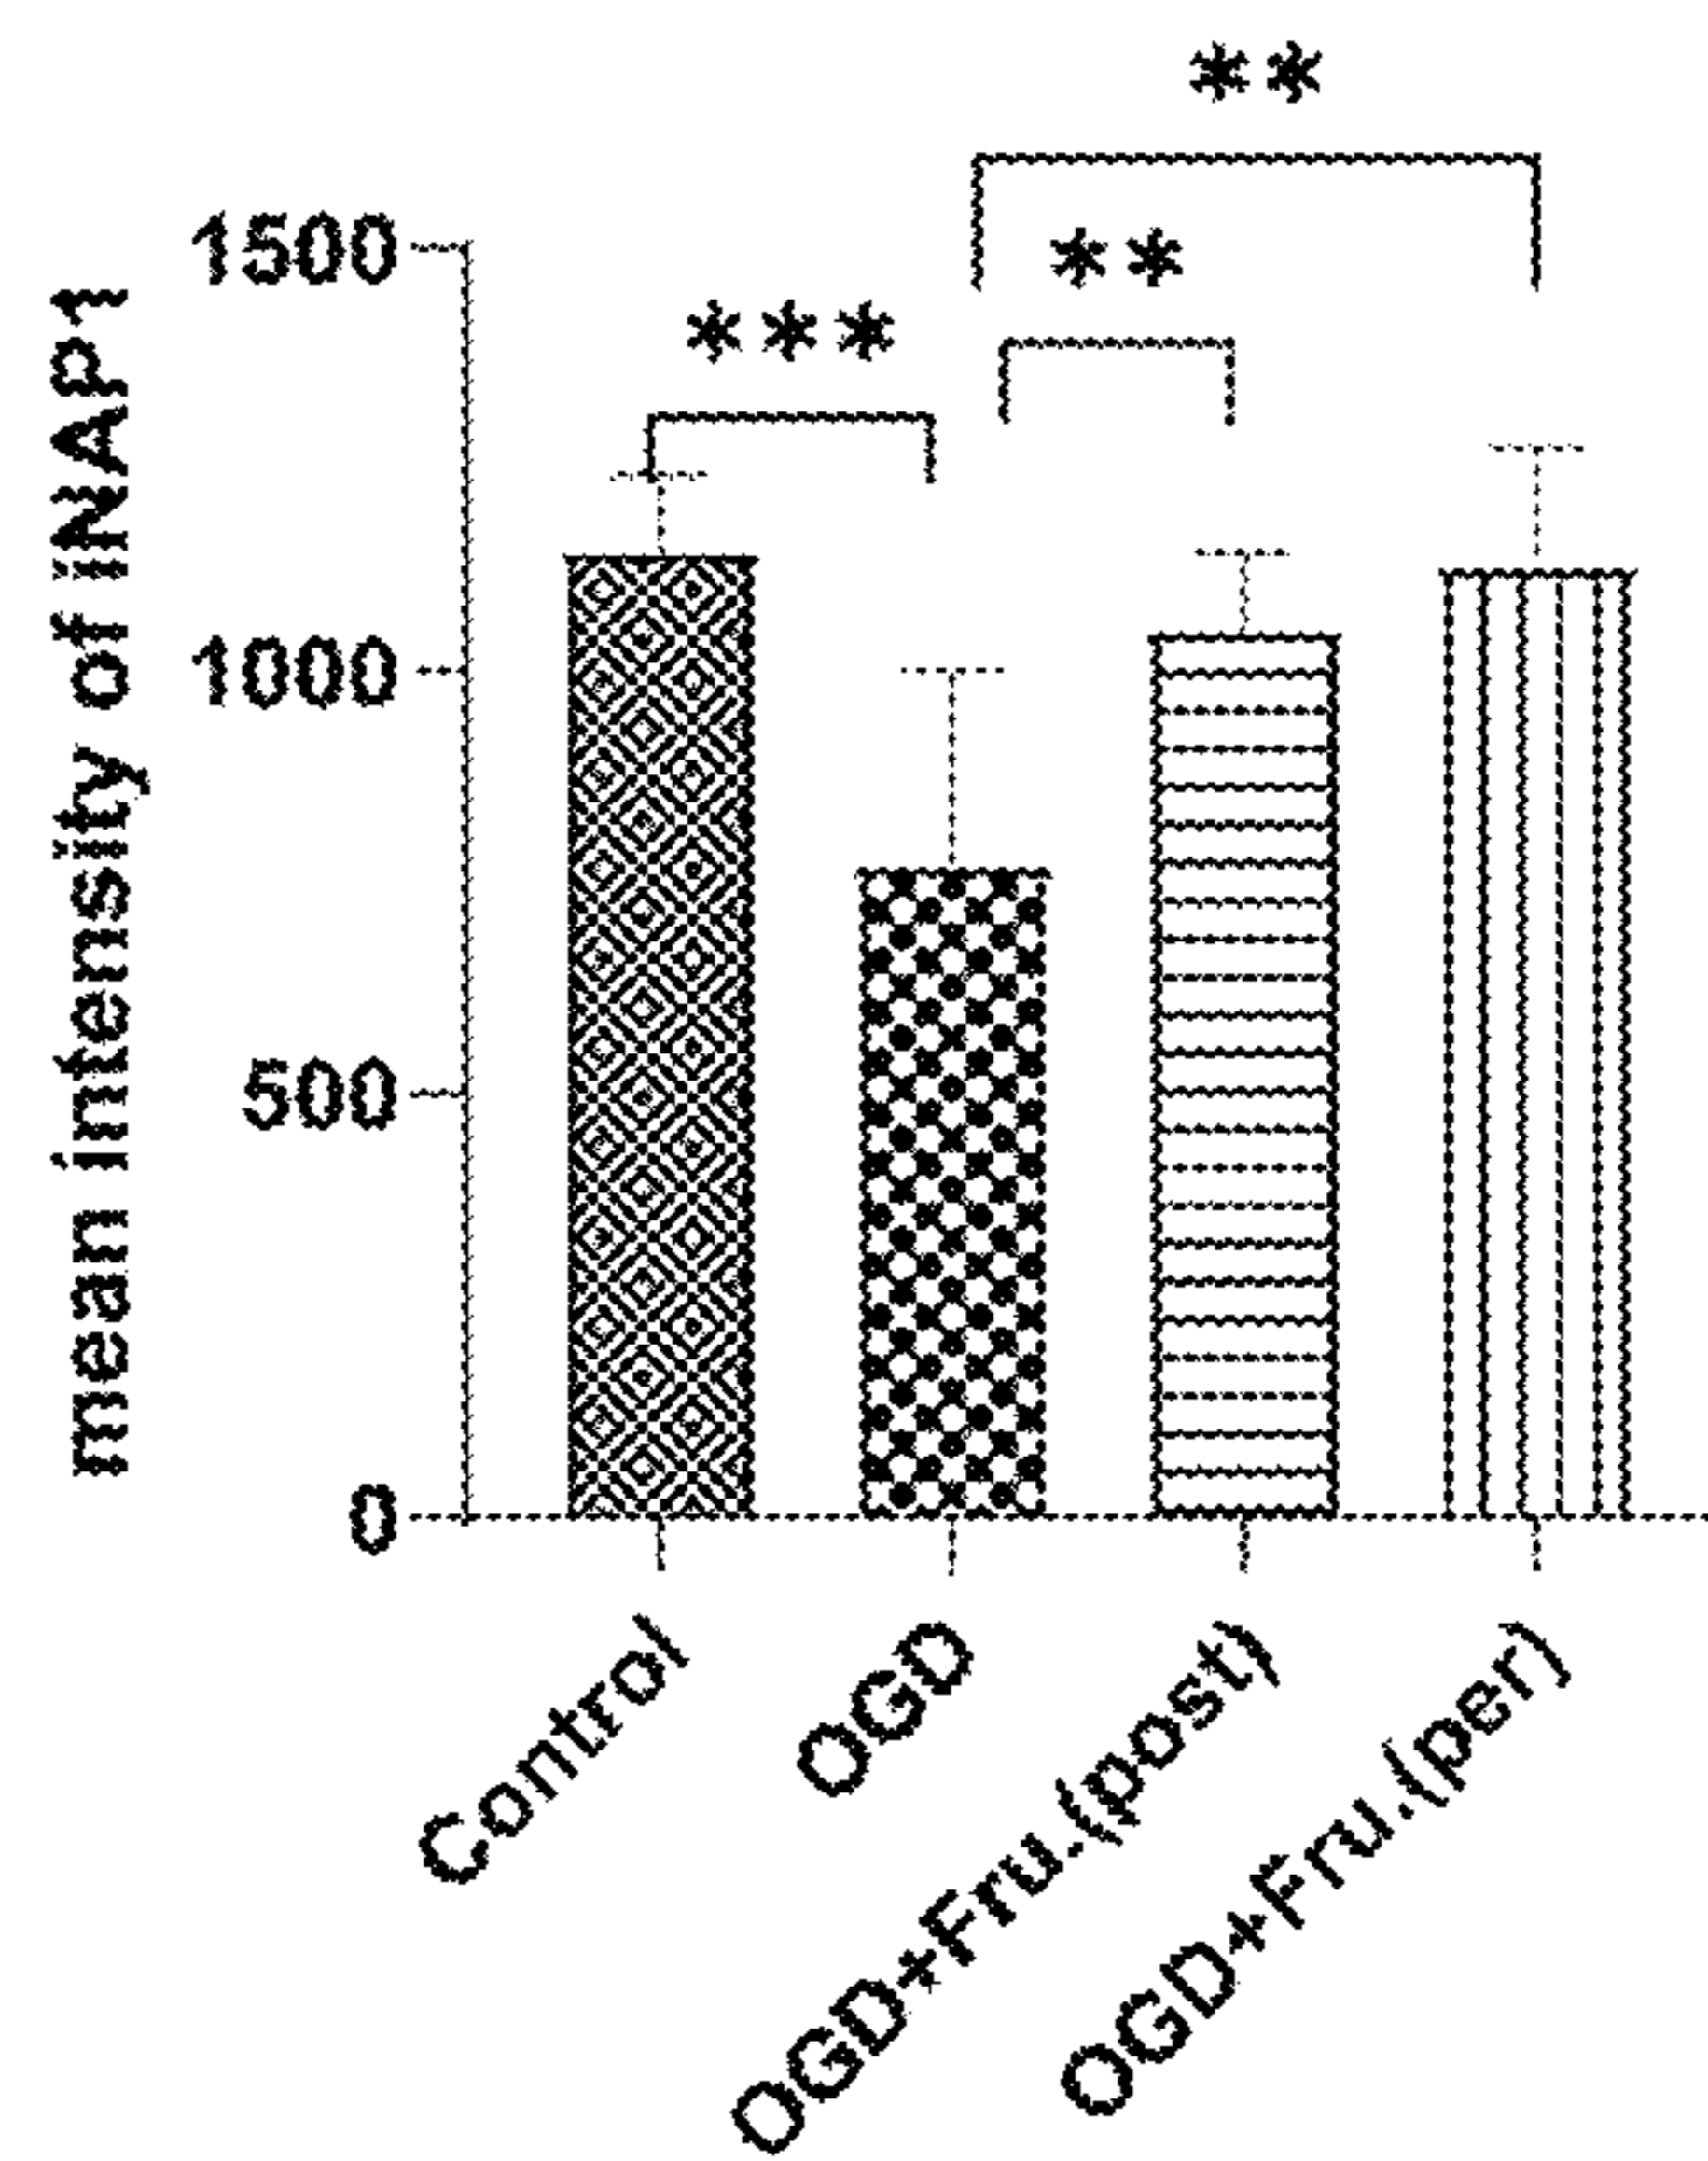 **
**
***
1500
1000
500
0
mean intensity of iNAP1
Control
OGD
OGD+Fru.(post)
OGD+Fru.(per)